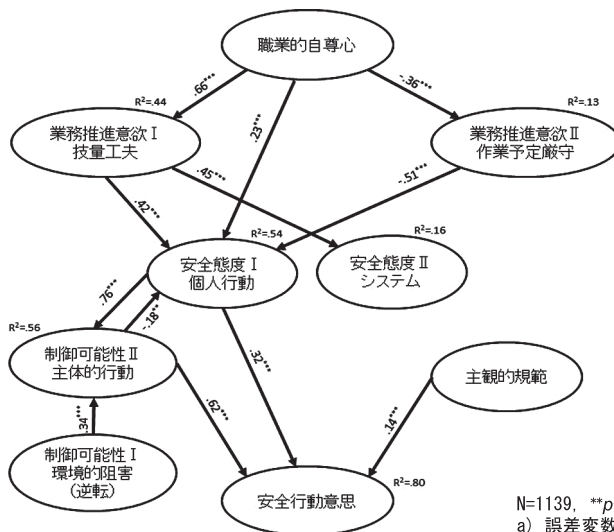 職業的自尊心
.66***
-.36***
R²=.44
R²=.13
業務推進意欲Ⅰ
技量工夫
.23***
業務推進意欲Ⅱ
作業予定厳守
.42***
.45***
-.51***
R²=.54
R²=.16
安全態度Ⅰ
個人行動
安全態度Ⅱ
システム
.76***
-.18**
R²=.56
制御可能性Ⅱ
主体的行動
.32***
主観的規範
.34***
.62***
.14***
制御可能性Ⅰ
環境的阻害
(逆転)
R²=.80
安全行動意思
N=1139, **p
a) 誤差変数